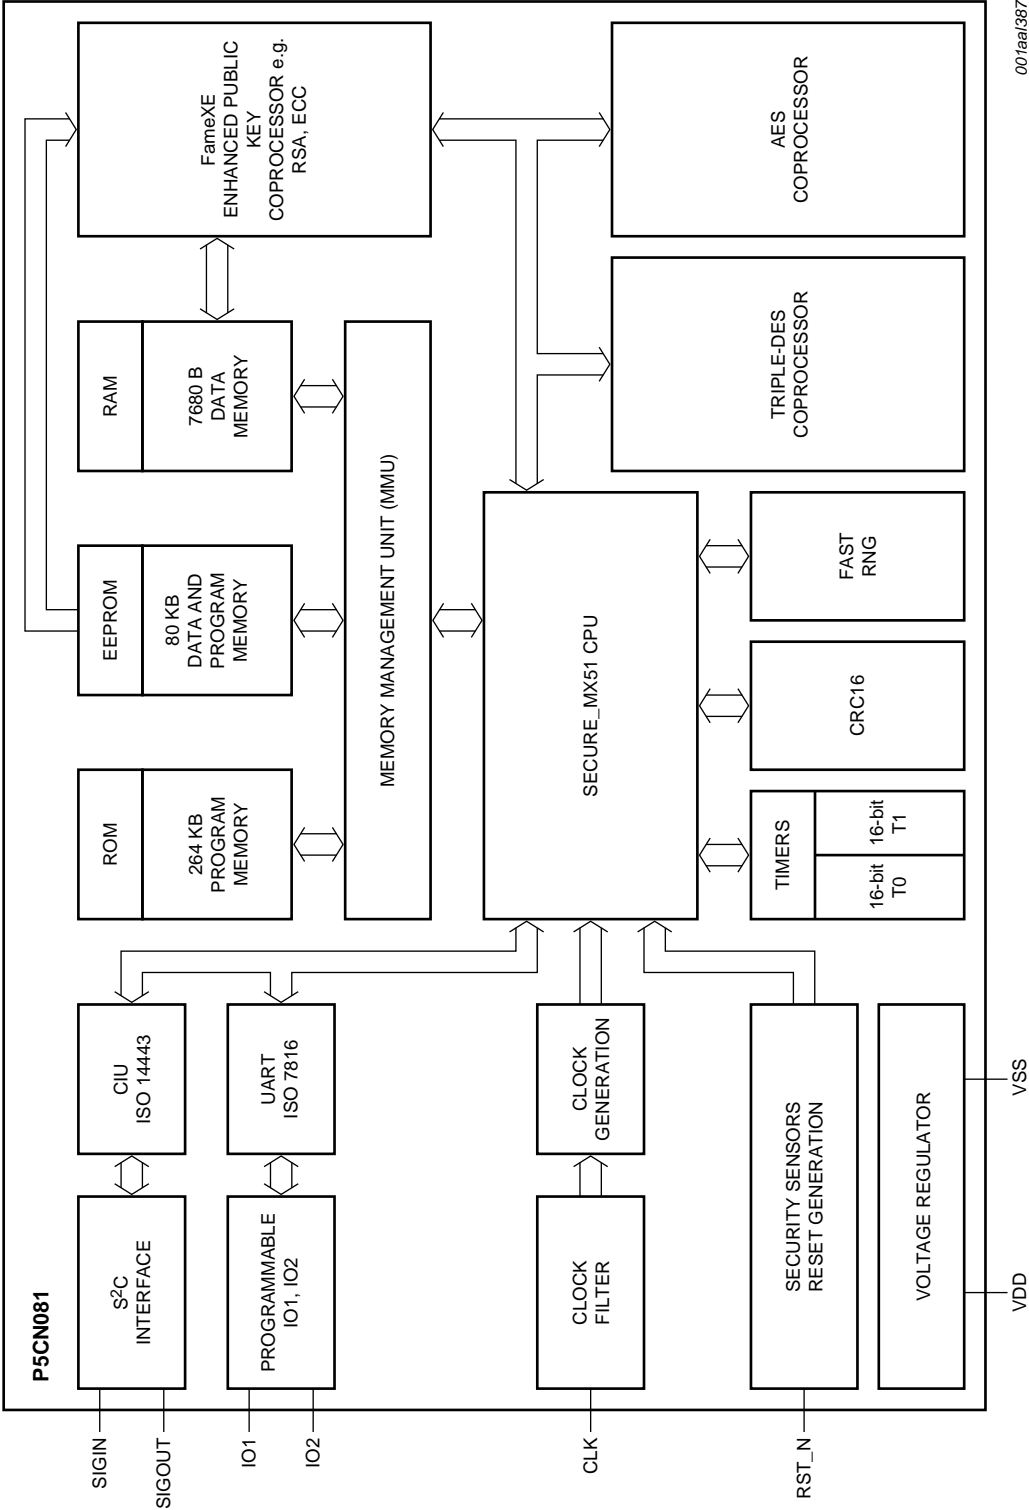 P5CN081
SIGIN
SIGOUT
IO1
IO2
CLK
RST_N
S²C
INTERFACE
CIU
ISO 14443
PROGRAMMABLE
IO1, IO2
UART
ISO 7816
CLOCK
FILTER
CLOCK
GENERATION
SECURITY SENSORS
RESET GENERATION
VOLTAGE REGULATOR
VDD
VSS
ROM
264 KB
PROGRAM
MEMORY
EEPROM
80 KB
DATA AND
PROGRAM
MEMORY
RAM
7680 B
DATA
MEMORY
MEMORY MANAGEMENT UNIT (MMU)
SECURE_MX51 CPU
TIMERS
16-bit
T0
16-bit
T1
CRC16
FAST
RNG
FameXE
ENHANCED PUBLIC
KEY
COPROCESSOR e.g.
RSA, ECC
TRIPLE-DES
COPROCESSOR
AES
COPROCESSOR
001aal387